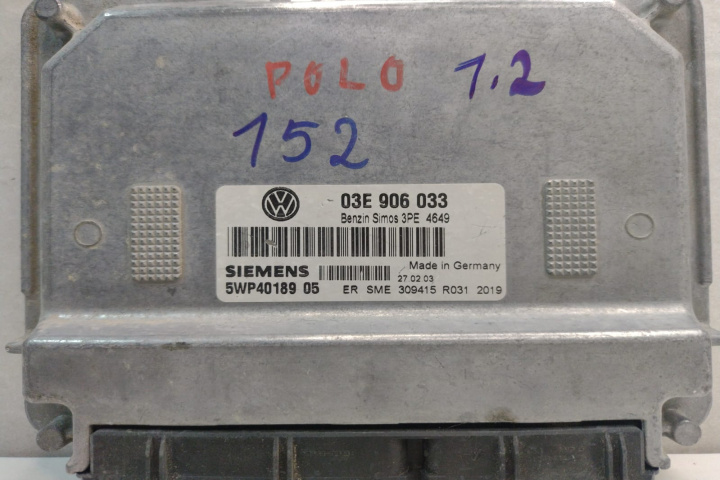 POLO 1.2
152
03E 906 033
Benzin Simos 3PE 4649
SIEMENS Made in Germany
27 02 03
5WP40189 05 ER SME 309415 R031 2019